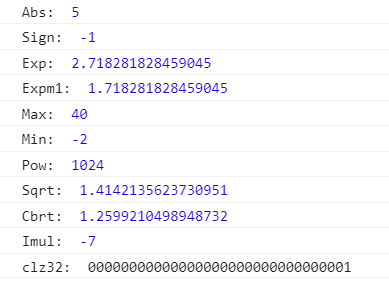 Abs: 5
Sign: -1
Exp: 2.718281828459045
Expm1: 1.718281828459045
Max: 40
Min: -2
Pow: 1024
Sqrt: 1.4142135623730951
Cbrt: 1.2599210498948732
Imul: -7
clz32: 00000000000000000000000000000001